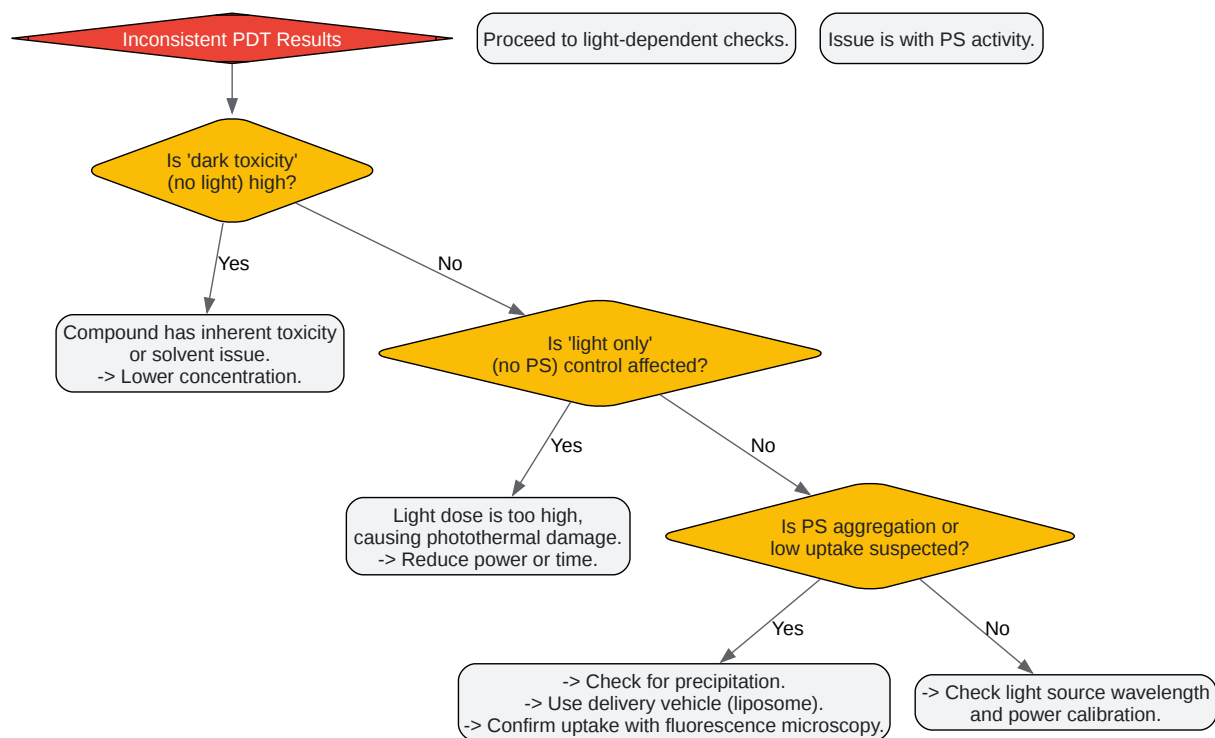 Inconsistent PDT Results
Proceed to light-dependent checks.
Issue is with PS activity.
Is 'dark toxicity'
(no light) high?
Yes
No
Compound has inherent toxicity
or solvent issue.
-> Lower concentration.
Is 'light only'
(no PS) control affected?
Yes
No
Light dose is too high,
causing photothermal damage.
-> Reduce power or time.
Is PS aggregation or
low uptake suspected?
Yes
No
-> Check for precipitation.
-> Use delivery vehicle (liposome).
-> Confirm uptake with fluorescence microscopy.
-> Check light source wavelength
and power calibration.